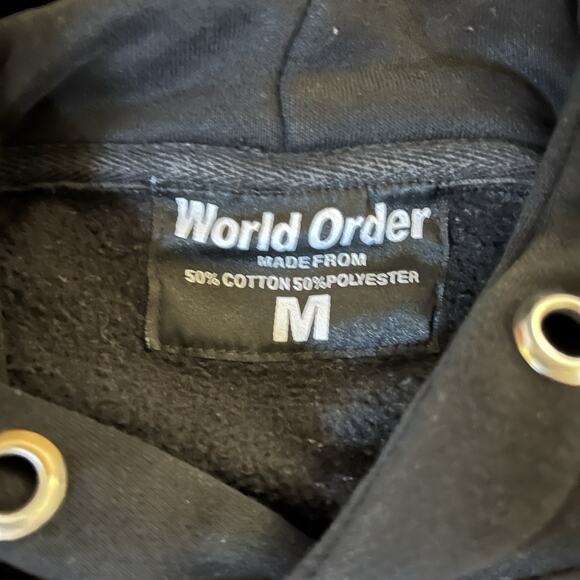 World Order
MADE FROM
50% COTTON 50%POLYESTER
M